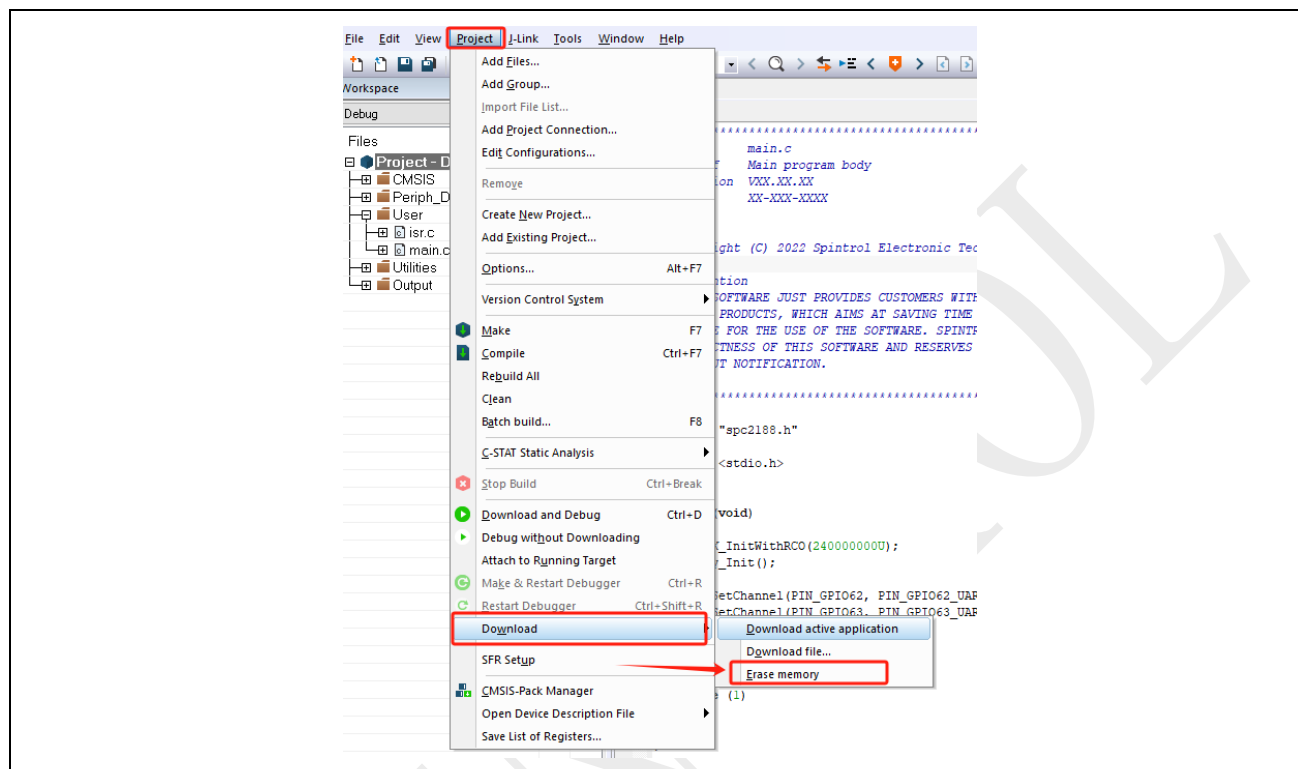 File Edit View Project J-Link Tools Window Help
Add Files...
Workspace
Add Group...
Import File List...
Debug
Add Project Connection...
Files
main.c
Edit Configurations...
Project - D
Main program body
CMSIS
ion VXX.XX.XX
Remove
Periph_D
XX-XXX-XXXX
User
Create New Project...
isr.c
Add Existing Project...
main.c
ght (C) 2022 Spintrol Electronic Tec
Utilities
Options... Alt+F7
Output
ntion
Version Control System
SOFTWARE JUST PROVIDES CUSTOMERS WITH
PRODUCTS, WHICH AIMS AT SAVING TIME
Make F7
FOR THE USE OF THE SOFTWARE. SPINTR
Compile Ctrl+F7
CTNESS OF THIS SOFTWARE AND RESERVES
UT NOTIFICATION.
Rebuild All
Clean
Batch build... F8
"spc2188.h"
C-STAT Static Analysis
<stdio.h>
Stop Build Ctrl+Break
Download and Debug Ctrl+D
(void)
Debug without Downloading
_InitWithRCO(240000000U);
Attach to Running Target
y_Init();
Make & Restart Debugger Ctrl+R
SetChannel(PIN_GPIO62, PIN_GPIO62_UAR
Restart Debugger Ctrl+Shift+R
SetChannel(PIN_GPIO63, PIN_GPIO63_UAR
Download
Download active application
Download file...
SFR Setup
Erase memory
CMSIS-Pack Manager
(1)
Open Device Description File
Save List of Registers...